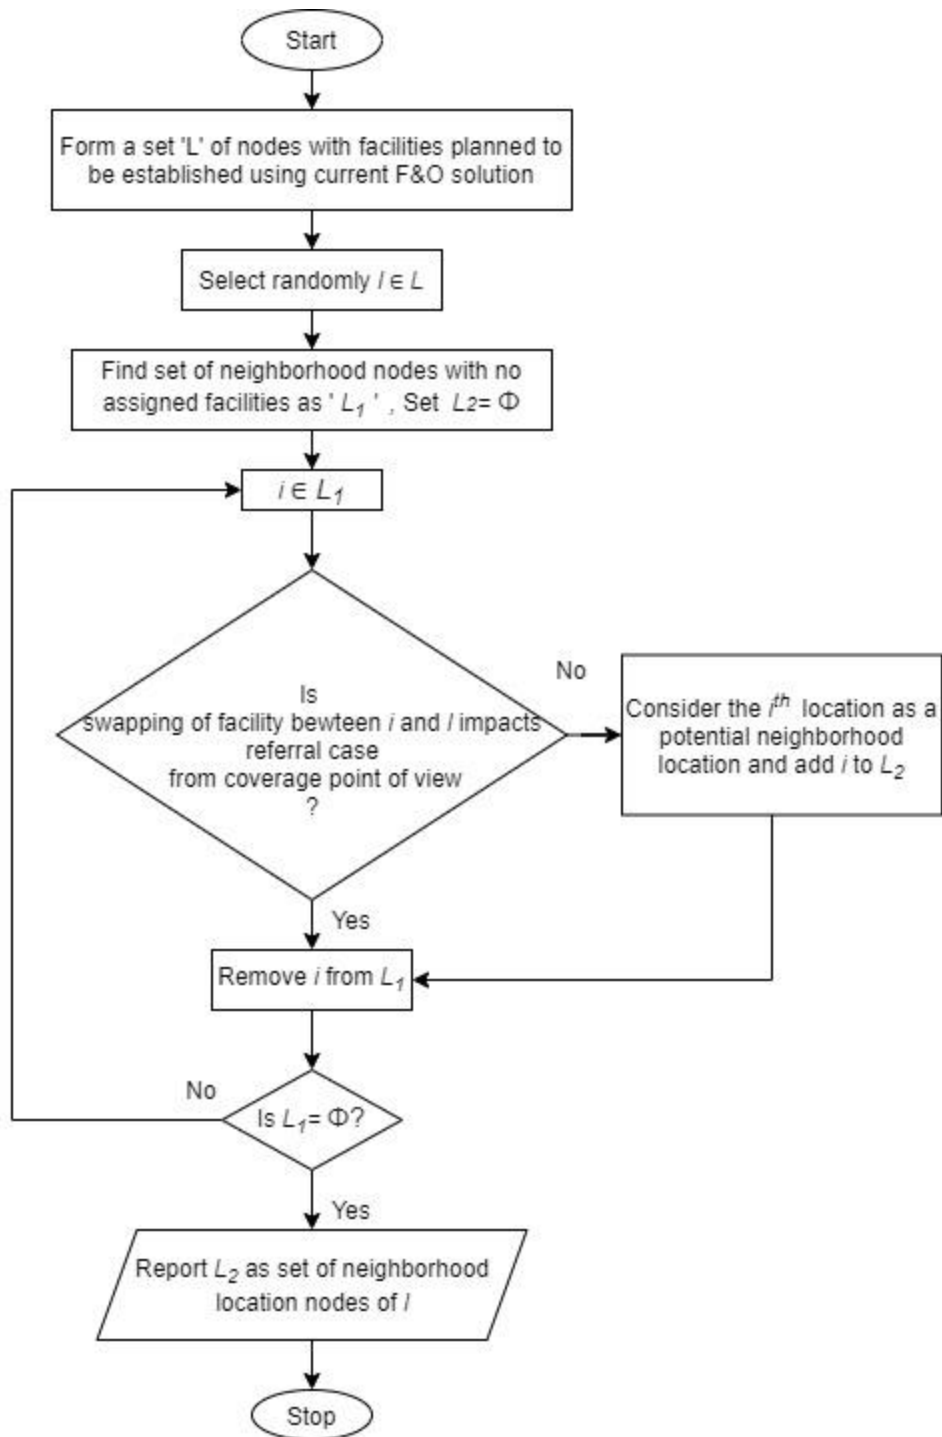 Start
Form a set 'L' of nodes with facilities planned to
be established using current F&O solution
Select randomly l ∈ L
Find set of neighborhood nodes with no
assigned facilities as ' L₁ ' , Set L2= Φ
i ∈ L₁
Is
swapping of facility bewteen i and l impacts
referral case
from coverage point of view
?
No
Consider the iᵗʰ location as a
potential neighborhood
location and add i to L₂
Yes
Remove i from L₁
No
Is L₁= Φ?
Yes
Report L₂ as set of neighborhood
location nodes of l
Stop